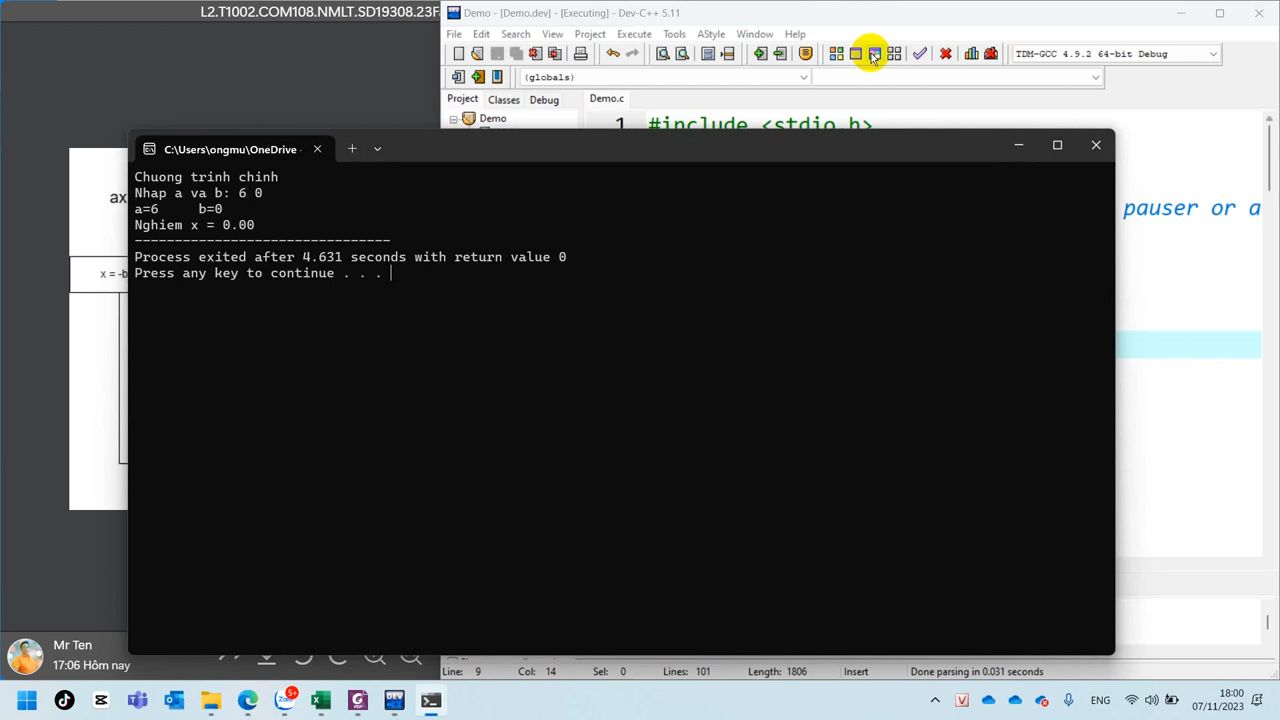 L2.T1002.COM108.NMLT.SD19308.23F
Demo - [Demo.dev] - [Executing] - Dev-C++ 5.11
File Edit Search View Project Execute Tools AStyle Window Help
TDM-GCC 4.9.2 64-bit Debug
(globals)
Project Classes Debug Demo.c
Demo
1 #include <stdio.h>
C:\Users\ongmu\OneDrive -
Chuong trinh chinh
Nhap a va b: 6 0
a=6 b=0
Nghiem x = 0.00
--------------------------------
Process exited after 4.631 seconds with return value 0
Press any key to continue . . .
ax
pauser or a
x = -b
Mr Ten
17:06 Hôm nay
Line: 9 Col: 14 Sel: 0 Lines: 101 Length: 1806 Insert Done parsing in 0.031 seconds
5+
Zalo
DEV
ENG
18:00
07/11/2023